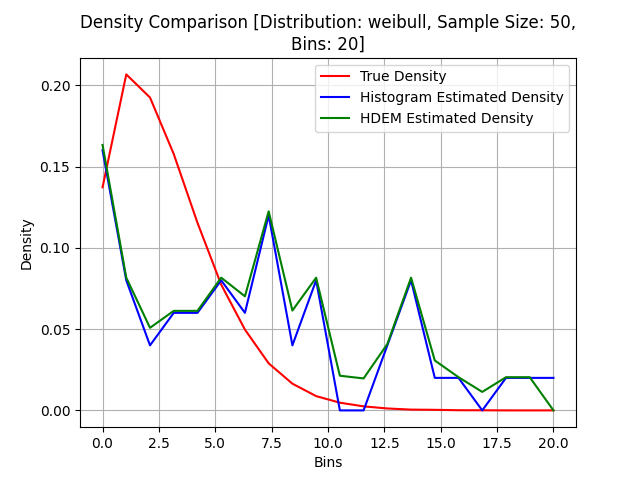 Density Comparison [Distribution: weibull, Sample Size: 50,
Bins: 20]
True Density
Histogram Estimated Density
HDEM Estimated Density
Density
0.20
0.15
0.10
0.05
0.00
0.0 2.5 5.0 7.5 10.0 12.5 15.0 17.5 20.0
Bins